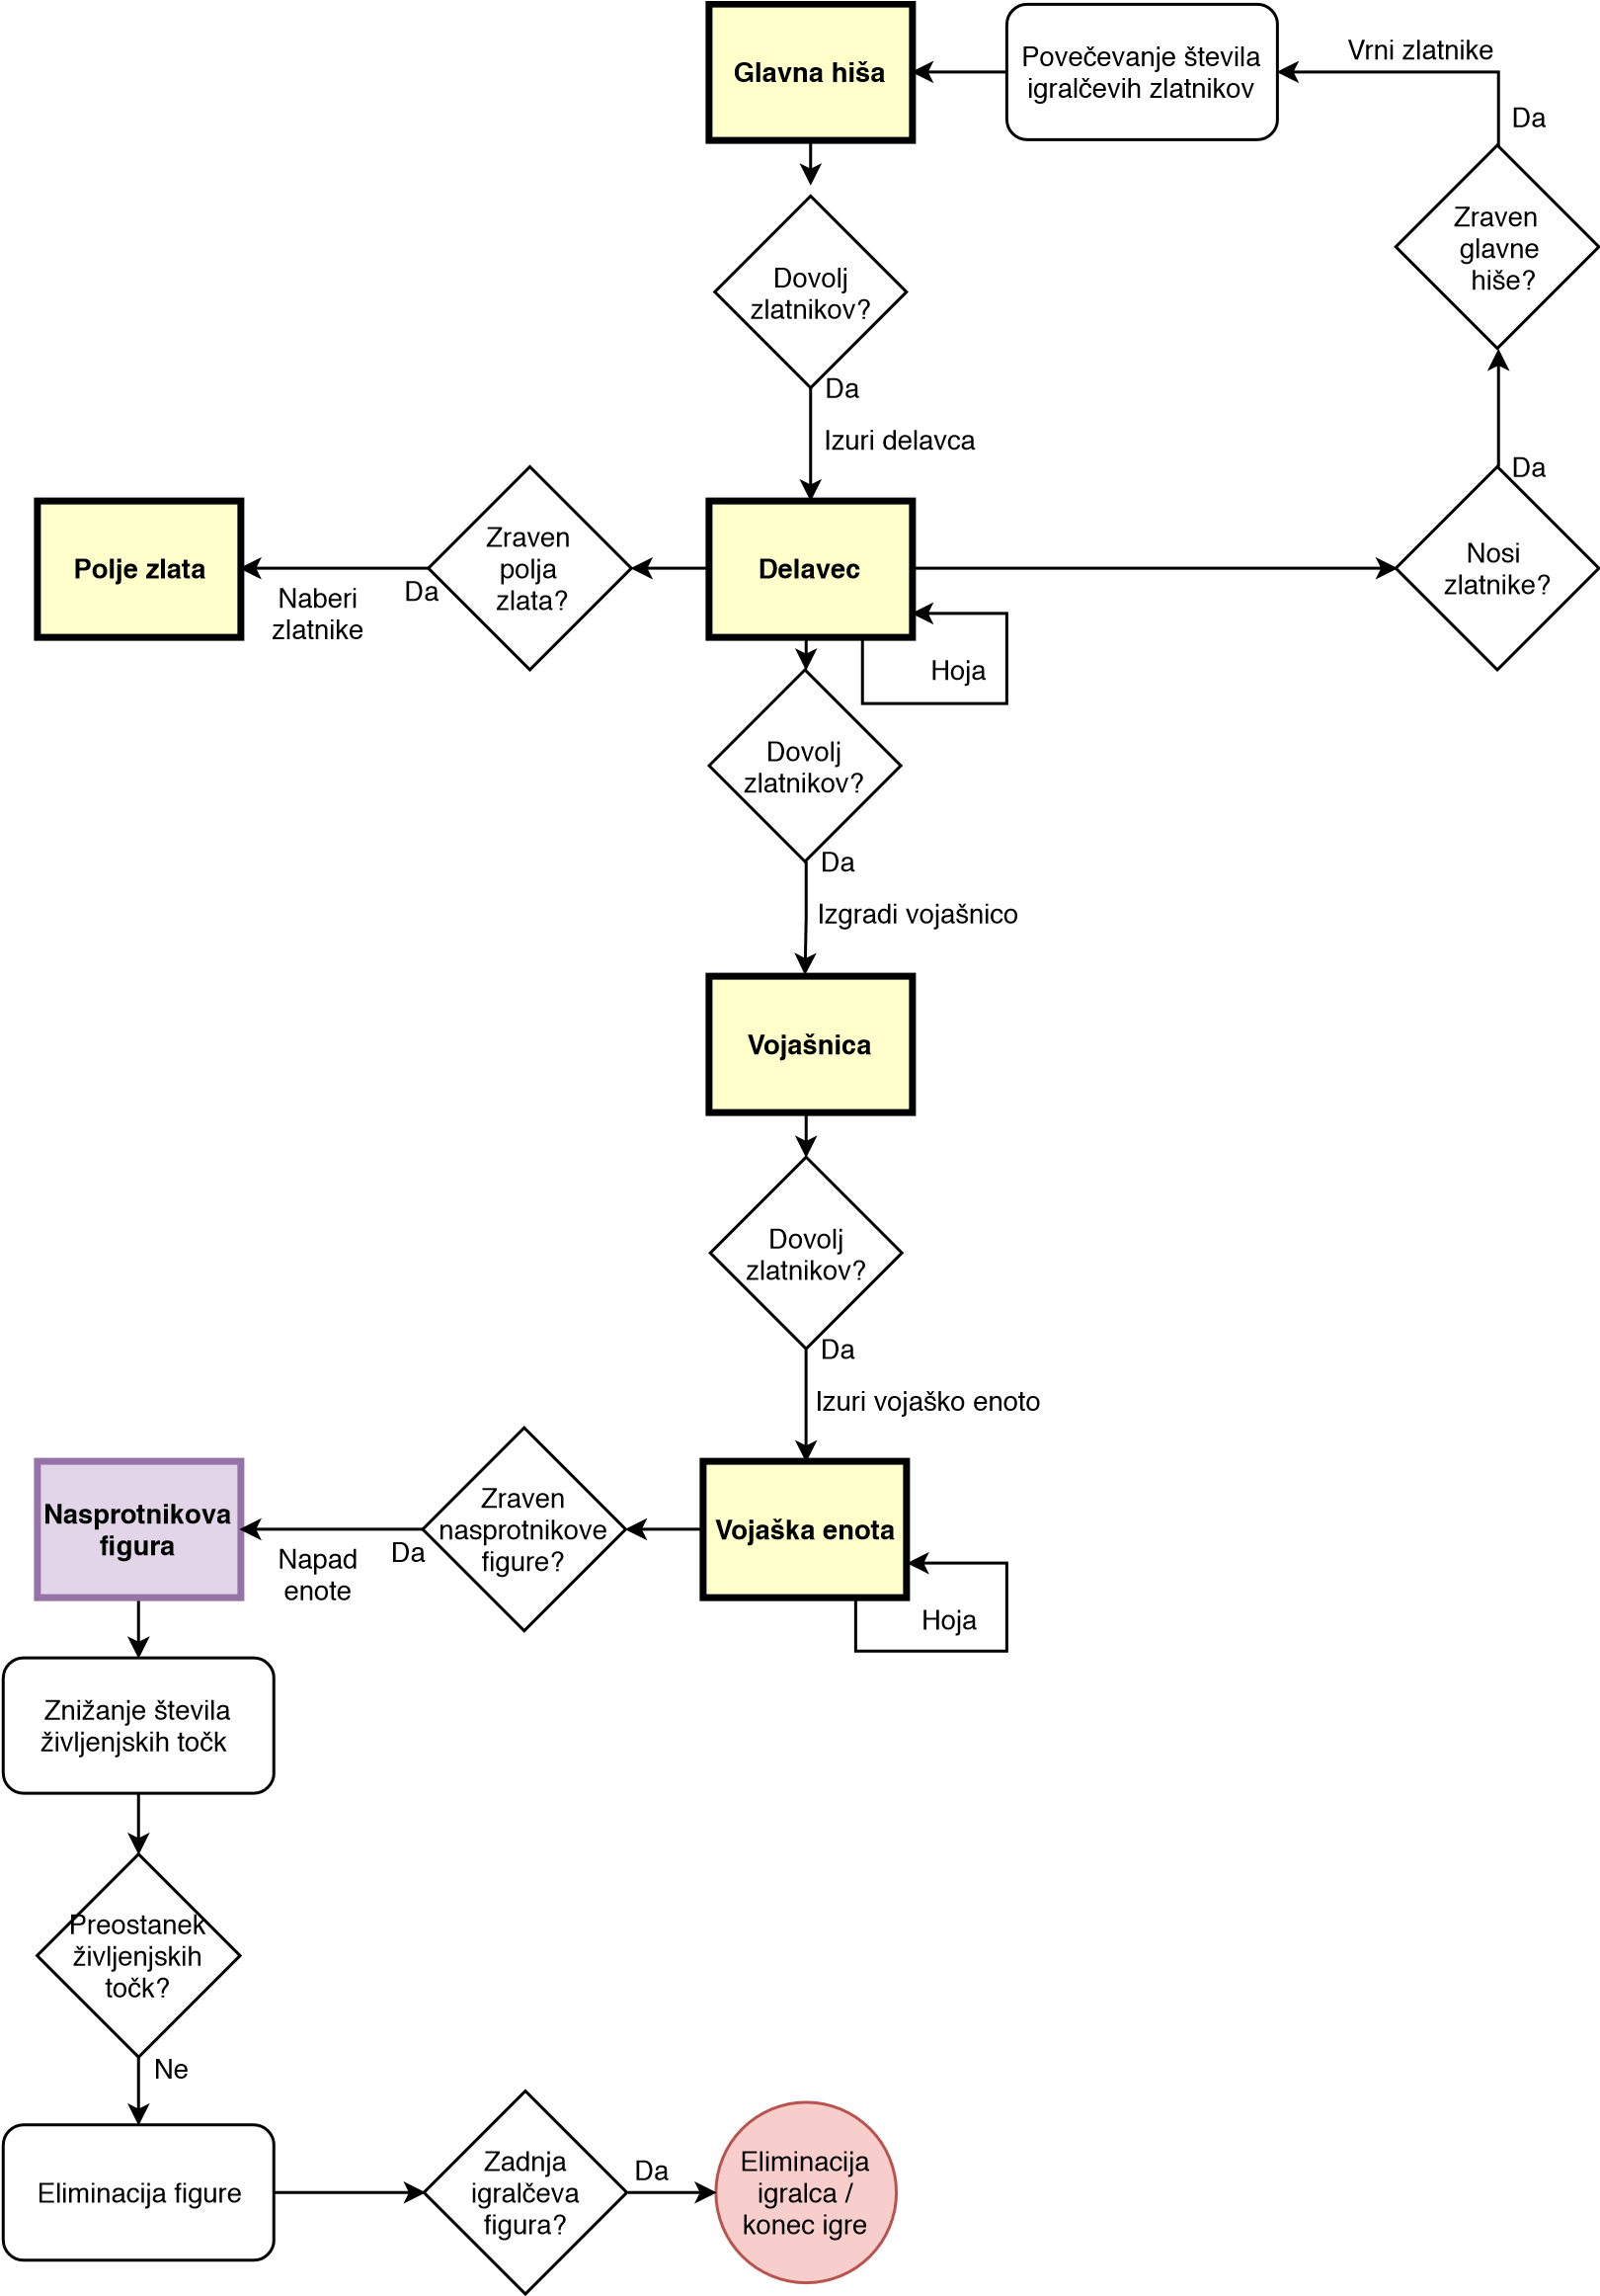 Glavna hiša
Povečevanje števila
igralčevih zlatnikov
Vrni zlatnike
Da
Zraven
glavne
hiše?
Dovolj
zlatnikov?
Da
Izuri delavca
Da
Polje zlata
Naberi
zlatnike
Da
Zraven
polja
zlata?
Delavec
Nosi
zlatnike?
Hoja
Dovolj
zlatnikov?
Da
Izgradi vojašnico
Vojašnica
Dovolj
zlatnikov?
Da
Izuri vojaško enoto
Nasprotnikova
figura
Napad
enote
Da
Zraven
nasprotnikove
figure?
Vojaška enota
Hoja
Znižanje števila
življenjskih točk
Preostanek
življenjskih
točk?
Ne
Eliminacija figure
Zadnja
igralčeva
figura?
Da
Eliminacija
igralca /
konec igre